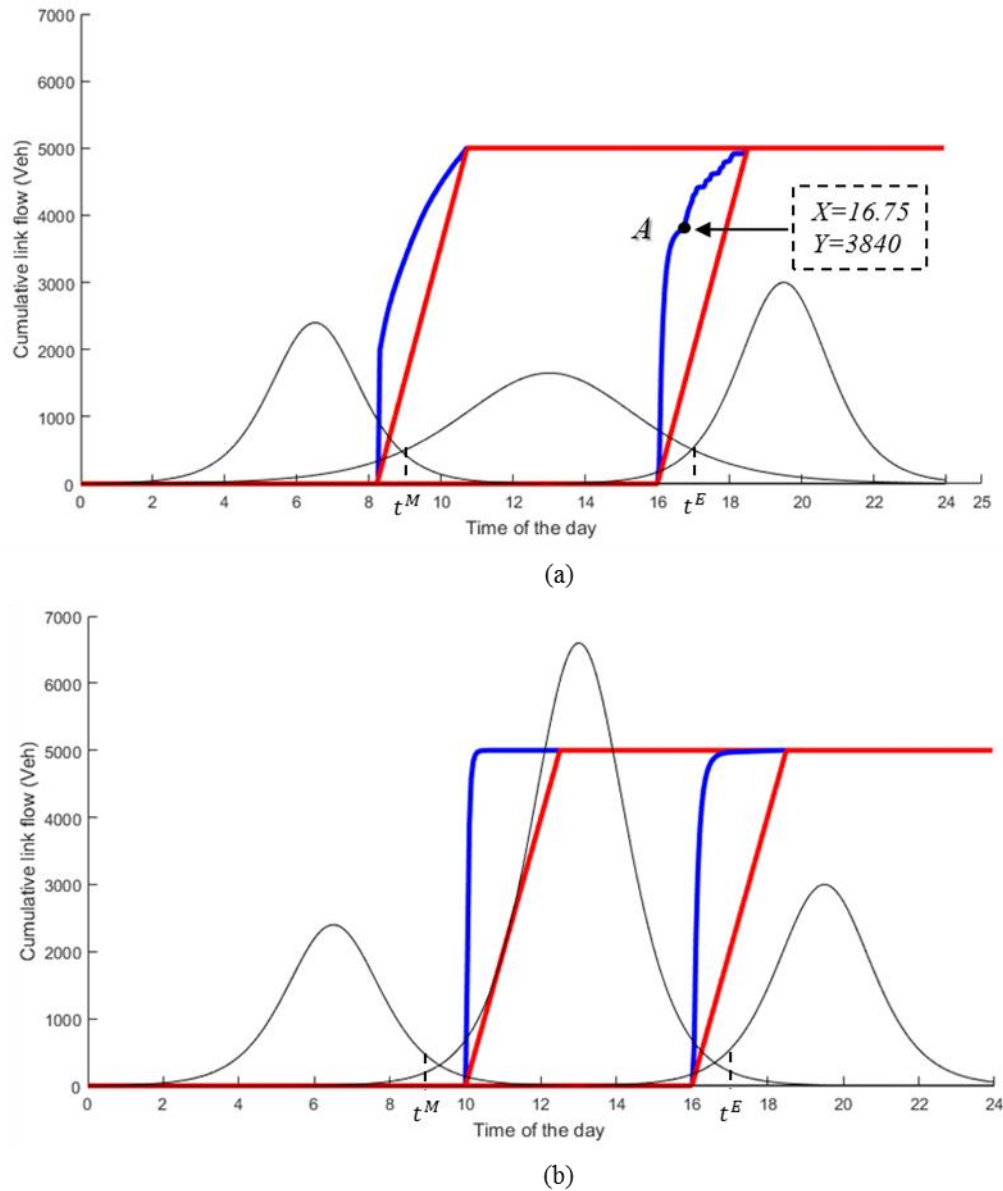 7000
6000
5000
4000
3000
2000
1000
0
Cumulative link flow (Veh)
A
X=16.75
Y=3840
0 2 4 6 8 10 12 14 16 18 20 22 24 25
t^M t^E
Time of the day
(a)
7000
6000
5000
4000
3000
2000
1000
0
Cumulative link flow (Veh)
0 2 4 6 8 10 12 14 16 18 20 22 24
t^M t^E
Time of the day
(b)